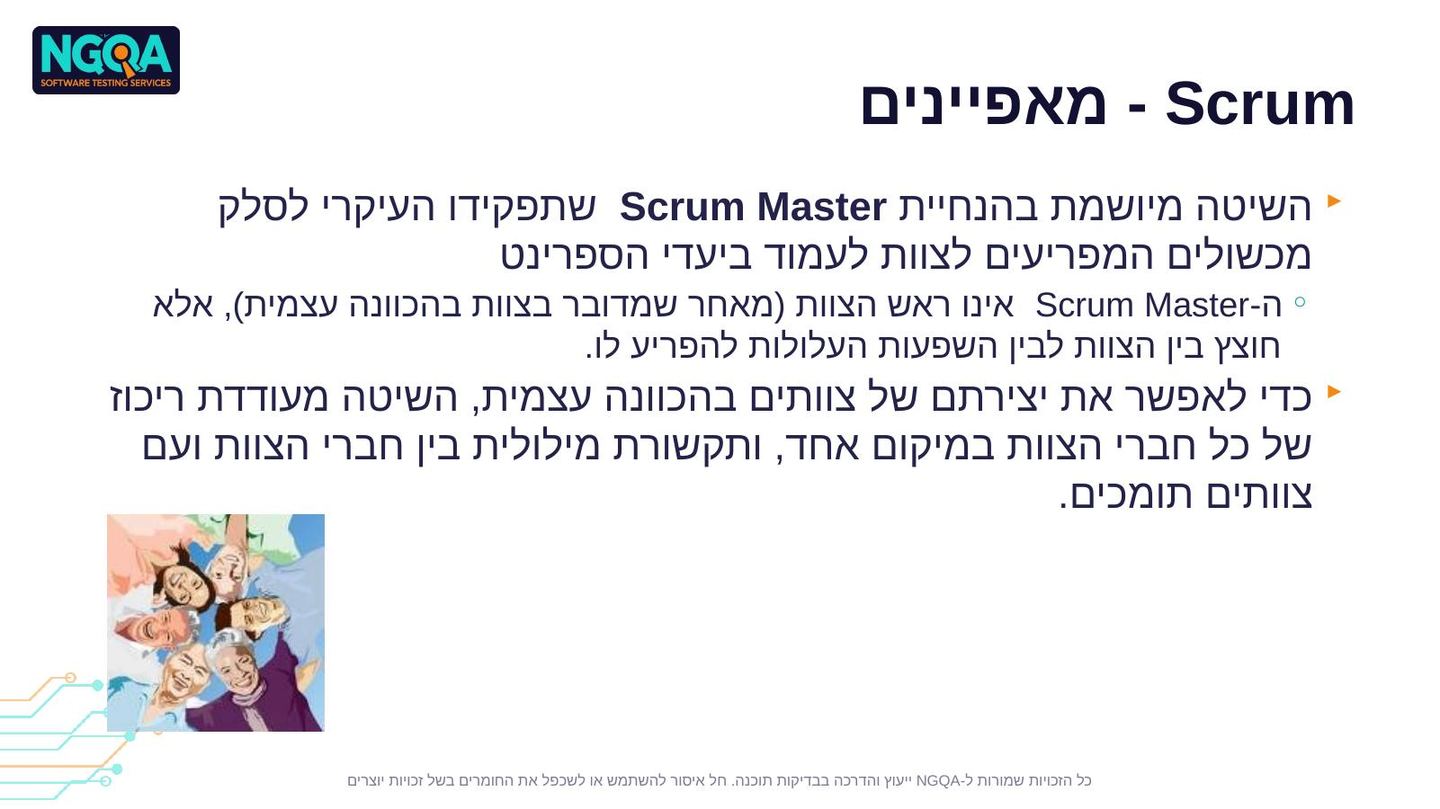 NGQA
SOFTWARE TESTING SERVICES
Scrum - מאפיינים
השיטה מיושמת בהנחיית Scrum Master שתפקידו העיקרי לסלק
מכשולים המפריעים לצוות לעמוד ביעדי הספרינט
ה-Scrum Master אינו ראש הצוות (מאחר שמדובר בצוות בהכוונה עצמית), אלא
חוצץ בין הצוות לבין השפעות העלולות להפריע לו.
כדי לאפשר את יצירתם של צוותים בהכוונה עצמית, השיטה מעודדת ריכוז
של כל חברי הצוות במיקום אחד, ותקשורת מילולית בין חברי הצוות ועם
צוותים תומכים.
כל הזכויות שמורות ל-NGQA ייעוץ והדרכה בבדיקות תוכנה. חל איסור להשתמש או לשכפל את החומרים בשל זכויות יוצרים